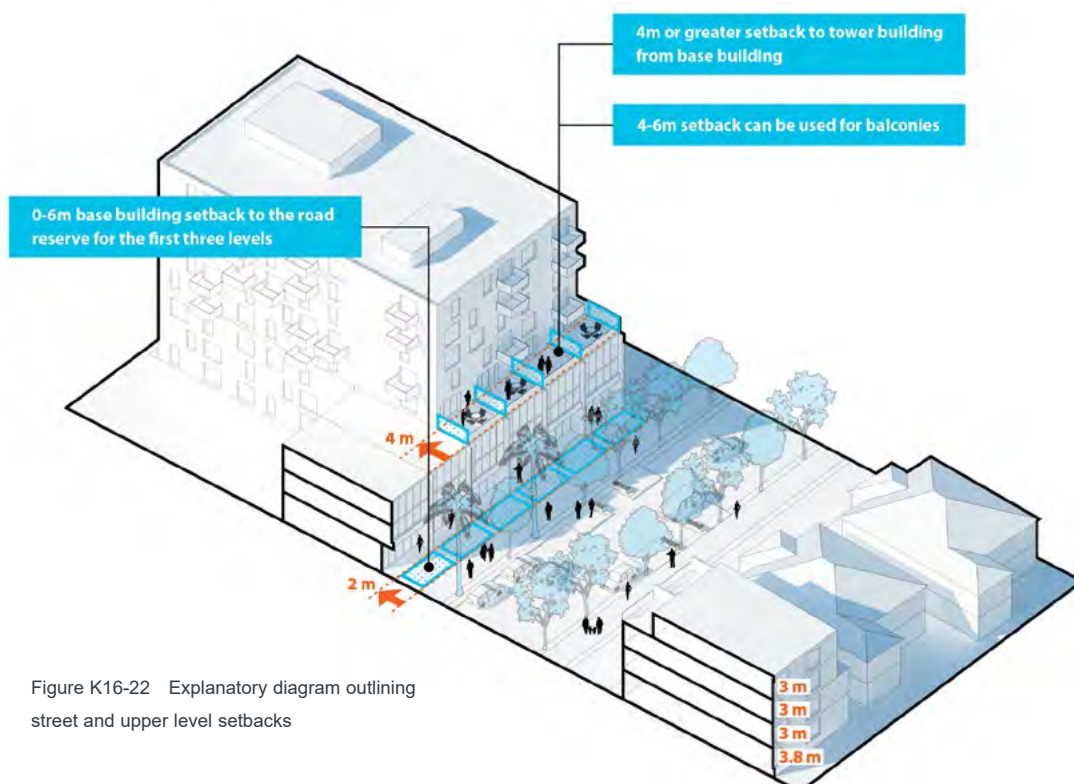 4m or greater setback to tower building
from base building
4-6m setback can be used for balconies
0-6m base building setback to the road
reserve for the first three levels
4 m
2 m
3 m
3 m
3 m
3.8 m
Figure K16-22 Explanatory diagram outlining
street and upper level setbacks